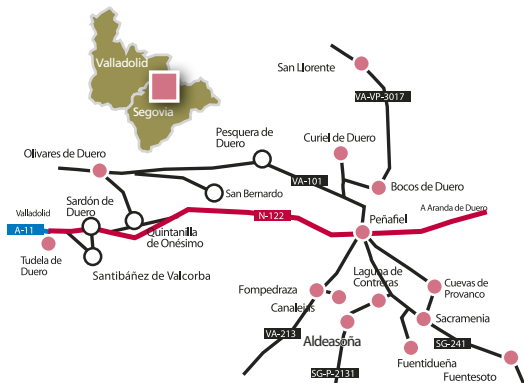 Valladolid
Segovia
San Llorente
VA-VP-3017
Pesquera de
Duero
Curiel de Duero
Olivares de Duero
San Bernardo
VA-101
Bocos de Duero
Valladolid
A-11
Sardón de
Duero
Quintanilla
de Onésimo
N-122
Peñafiel
A Aranda de Duero
Tudela de
Duero
Santibáñez de Valcorba
Laguna de
Contreras
Cuevas de
Provanco
Fompedraza
Canalejas
Sacramenia
VA-213
Aldeasoña
SG-241
Fuentidueña
SG-P-2131
Fuentesoto